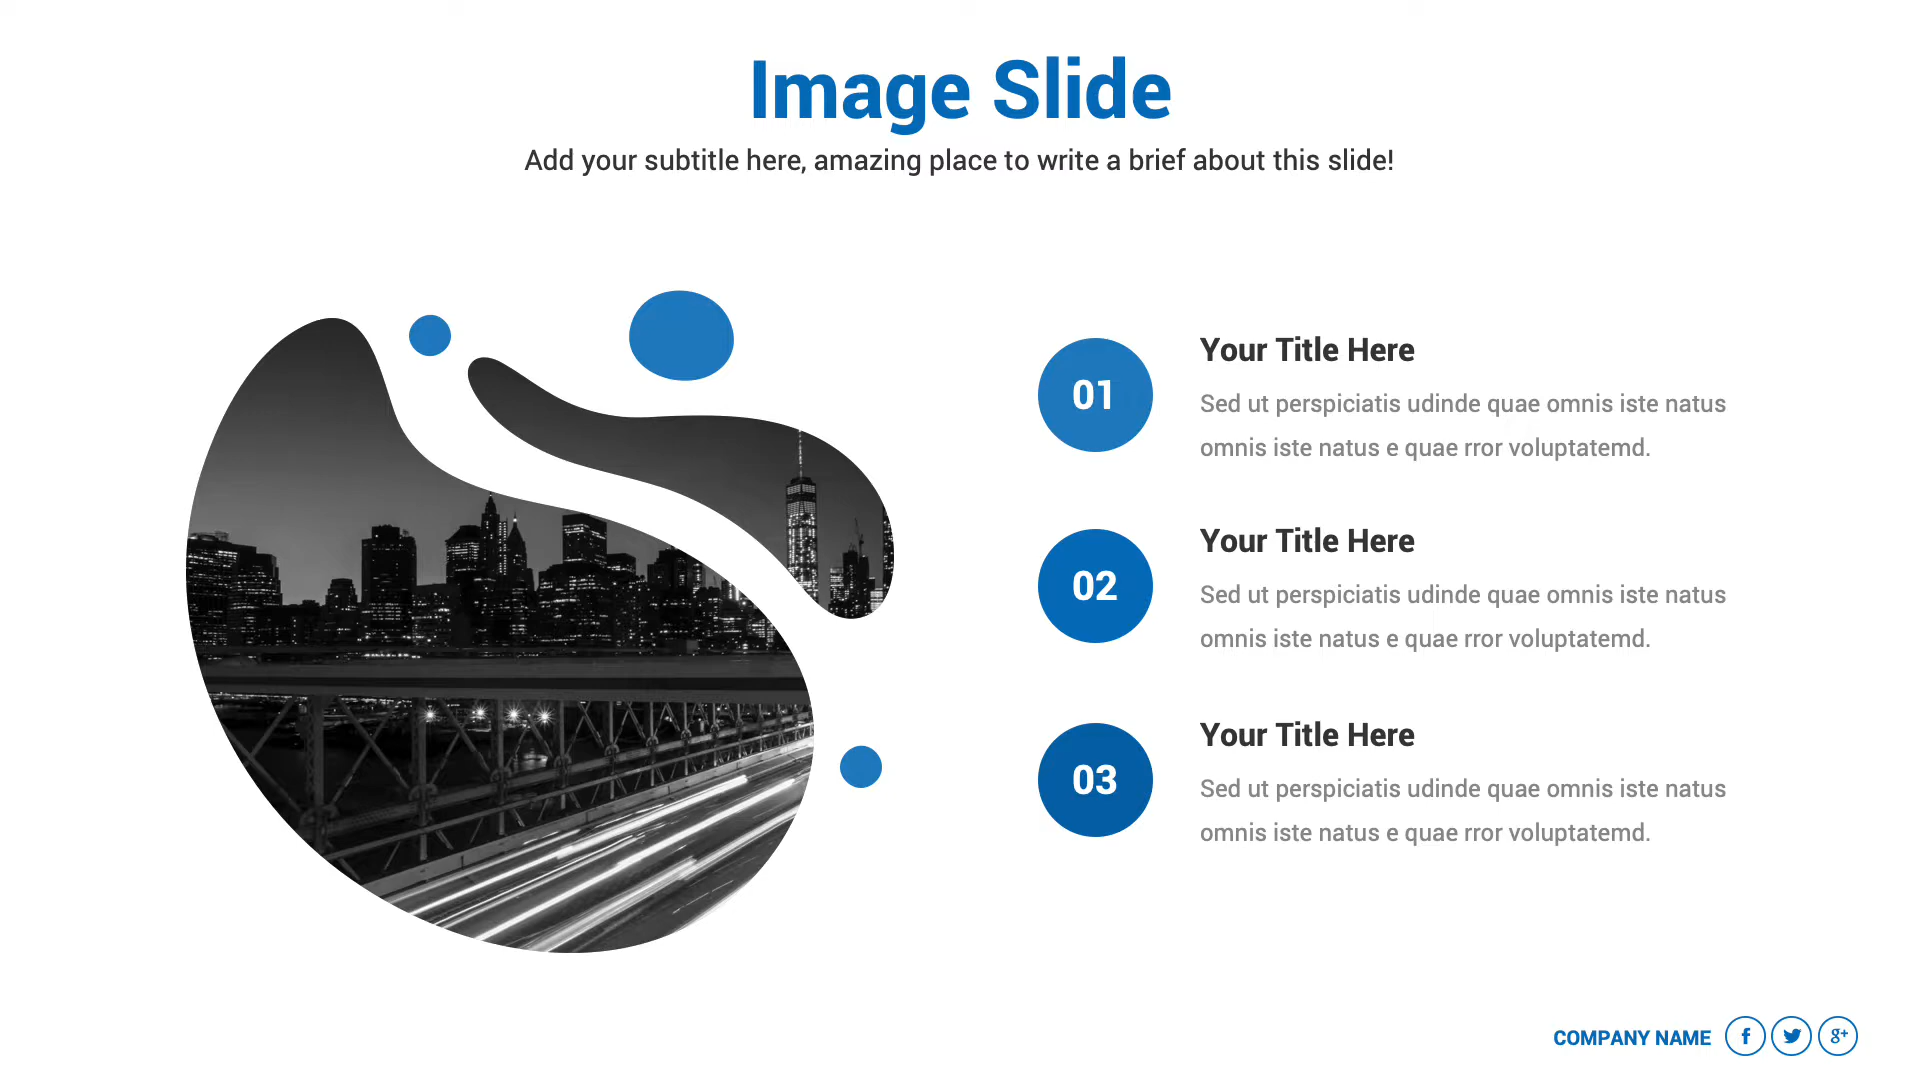 Image Slide
Add your subtitle here, amazing place to write a brief about this slide!
01
Your Title Here
Sed ut perspiciatis udinde quae omnis iste natus
omnis iste natus e quae rror voluptatemd.
02
Your Title Here
Sed ut perspiciatis udinde quae omnis iste natus
omnis iste natus e quae rror voluptatemd.
03
Your Title Here
Sed ut perspiciatis udinde quae omnis iste natus
omnis iste natus e quae rror voluptatemd.
COMPANY NAME f g+